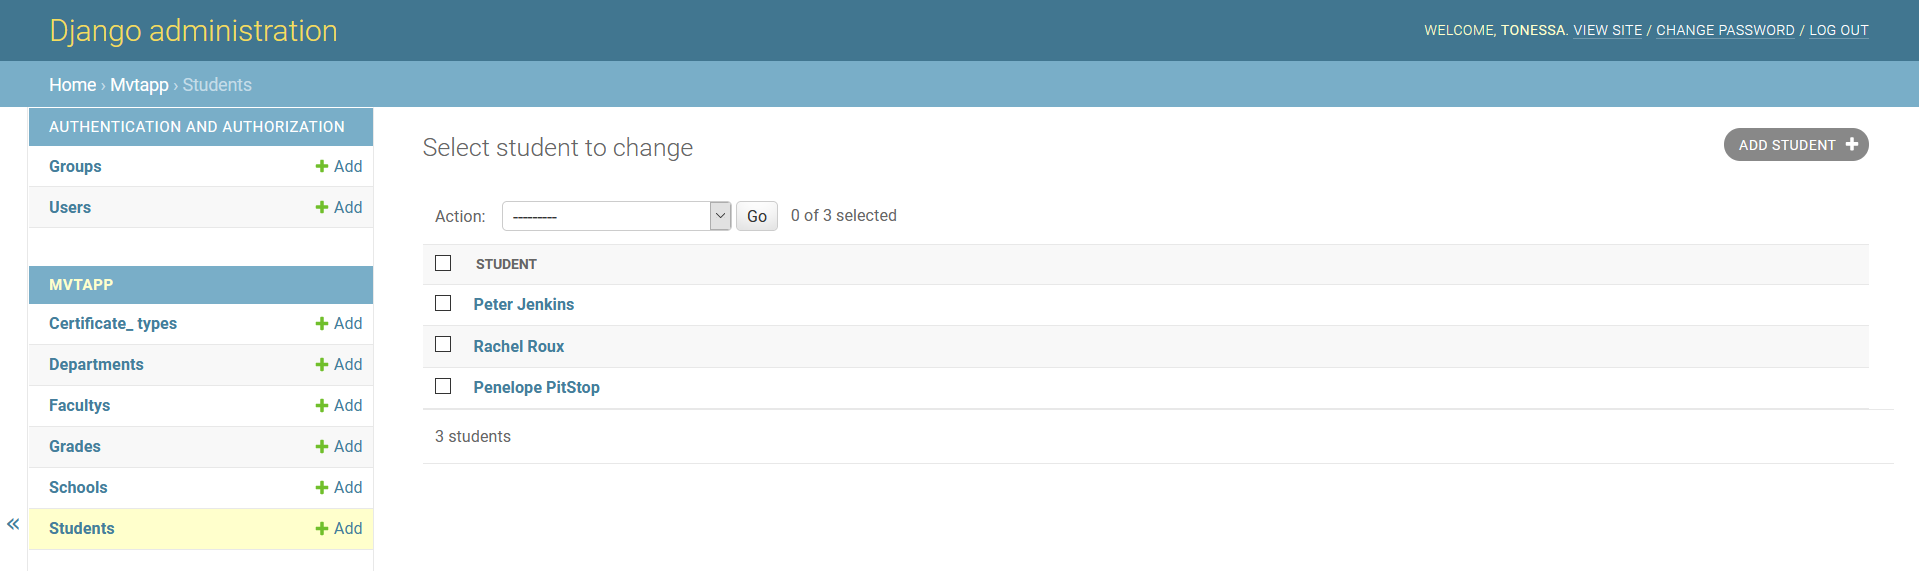 Django administration
WELCOME, TONESSA. VIEW SITE / CHANGE PASSWORD / LOG OUT
Home › Mvtapp › Students
AUTHENTICATION AND AUTHORIZATION
Groups + Add
Users + Add
MVTAPP
Certificate_ types + Add
Departments + Add
Facultys + Add
Grades + Add
Schools + Add
Students + Add
«
Select student to change
ADD STUDENT +
Action: --------- Go 0 of 3 selected
STUDENT
Peter Jenkins
Rachel Roux
Penelope PitStop
3 students